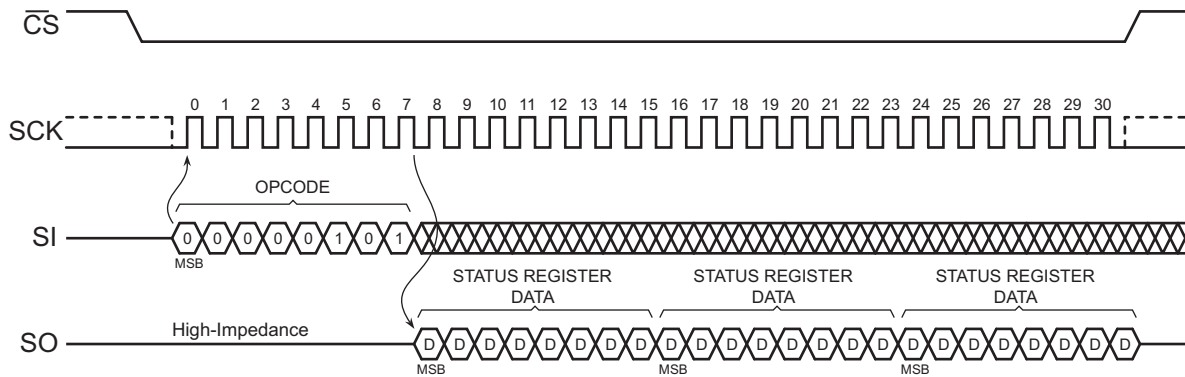 CS
0 1 2 3 4 5 6 7 8 9 10 11 12 13 14 15 16 17 18 19 20 21 22 23 24 25 26 27 28 29 30
SCK
OPCODE
SI
0 0 0 0 0 1 0 1
MSB
STATUS REGISTER
DATA
STATUS REGISTER
DATA
STATUS REGISTER
DATA
High-Impedance
SO
D D D D D D D D D D D D D D D D D D D D D D D D
MSB MSB MSB